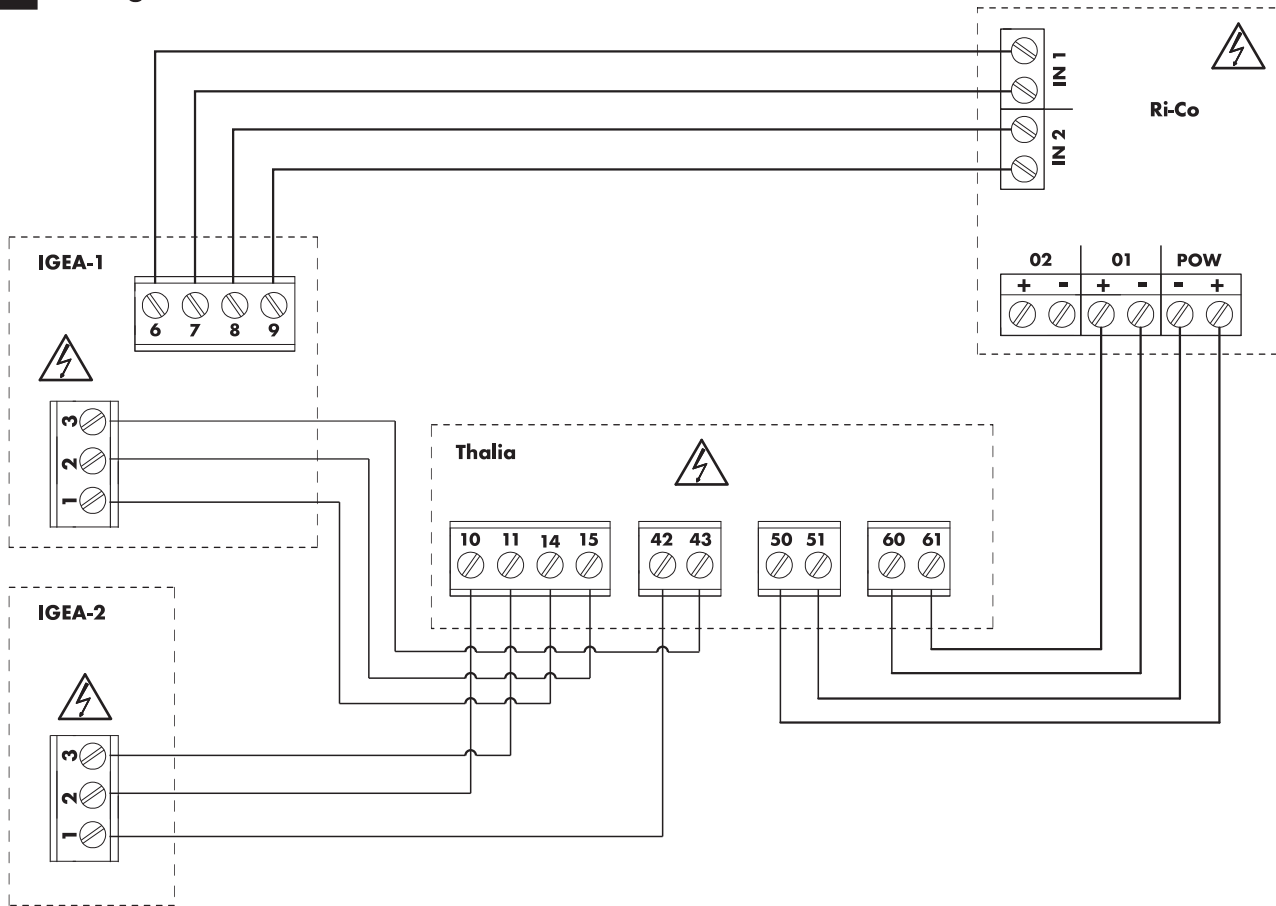 IN 1
IN 2
Ri-Co
02 01 POW
+ - + - - +
IGEA-1
6 7 8 9
3
2
1
Thalia
10 11 14 15 42 43 50 51 60 61
IGEA-2
3
2
1